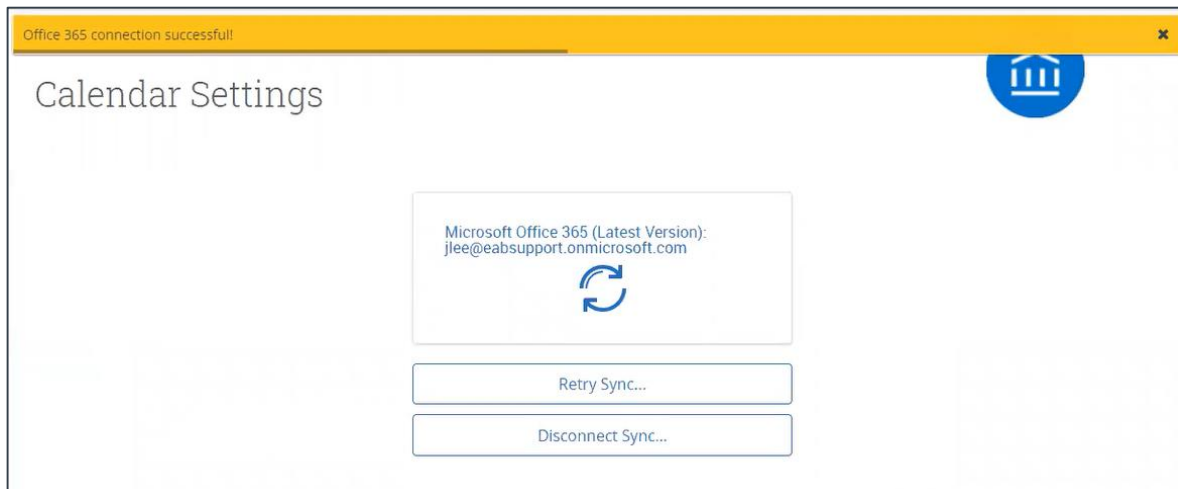 Office 365 connection successful!
Calendar Settings
Microsoft Office 365 (Latest Version):
jlee@eabsupport.onmicrosoft.com
Retry Sync...
Disconnect Sync...